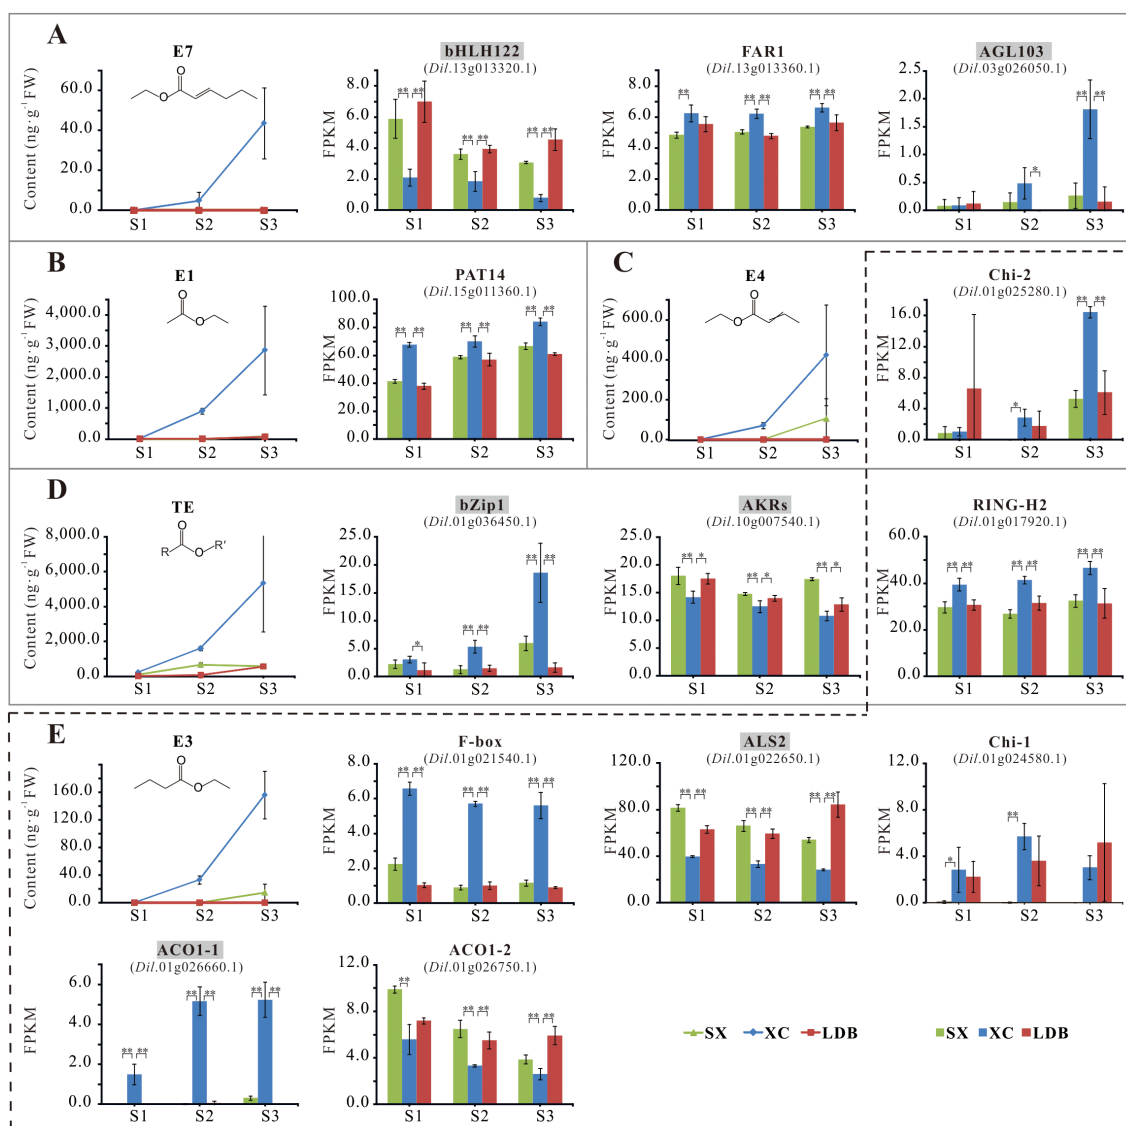 A
E7
Content (ng·g⁻¹FW)
60.0
40.0
20.0
0.0
S1 S2 S3
O
O
bHLH122
(Dil.13g013320.1)
FPKM
8.0
6.0
4.0
2.0
0.0
** ** ** ** ** **
S1 S2 S3
FAR1
(Dil.13g013360.1)
FPKM
10.0
8.0
6.0
4.0
2.0
0.0
** ** ** ** **
S1 S2 S3
AGL103
(Dil.03g026050.1)
FPKM
2.5
2.0
1.5
1.0
0.5
0.0
* ** **
S1 S2 S3
B
E1
Content (ng·g⁻¹FW)
4,000.0
3,000.0
2,000.0
1,000.0
0.0
S1 S2 S3
O
O
PAT14
(Dil.15g011360.1)
FPKM
100.0
80.0
60.0
40.0
20.0
0.0
** ** ** ** ** **
S1 S2 S3
C
E4
Content (ng·g⁻¹FW)
600.0
400.0
200.0
0.0
S1 S2 S3
O
O
Chi-2
(Dil.01g025280.1)
FPKM
16.0
12.0
8.0
4.0
0.0
* ** **
S1 S2 S3
D
TE
Content (ng·g⁻¹FW)
8,000.0
6,000.0
4,000.0
2,000.0
0.0
S1 S2 S3
O
R O R'
bZip1
(Dil.01g036450.1)
FPKM
25.0
20.0
15.0
10.0
5.0
0.0
* ** ** ** **
S1 S2 S3
AKRs
(Dil.10g007540.1)
FPKM
25.0
20.0
15.0
10.0
5.0
0.0
** * ** * ** *
S1 S2 S3
RING-H2
(Dil.01g017920.1)
FPKM
60.0
40.0
20.0
0.0
** ** ** ** ** **
S1 S2 S3
E
E3
Content (ng·g⁻¹FW)
160.0
120.0
80.0
40.0
0.0
S1 S2 S3
O
O
F-box
(Dil.01g021540.1)
FPKM
8.0
6.0
4.0
2.0
0.0
** ** ** ** ** **
S1 S2 S3
ALS2
(Dil.01g022650.1)
FPKM
120.0
80.0
40.0
0.0
** ** ** ** ** **
S1 S2 S3
Chi-1
(Dil.01g024580.1)
FPKM
12.0
8.0
4.0
0.0
* **
S1 S2 S3
ACO1-1
(Dil.01g026660.1)
FPKM
6.0
4.0
2.0
0.0
** ** ** ** ** **
S1 S2 S3
ACO1-2
(Dil.01g026750.1)
FPKM
12.0
8.0
4.0
0.0
** ** ** ** **
S1 S2 S3
SX XC LDB
SX XC LDB